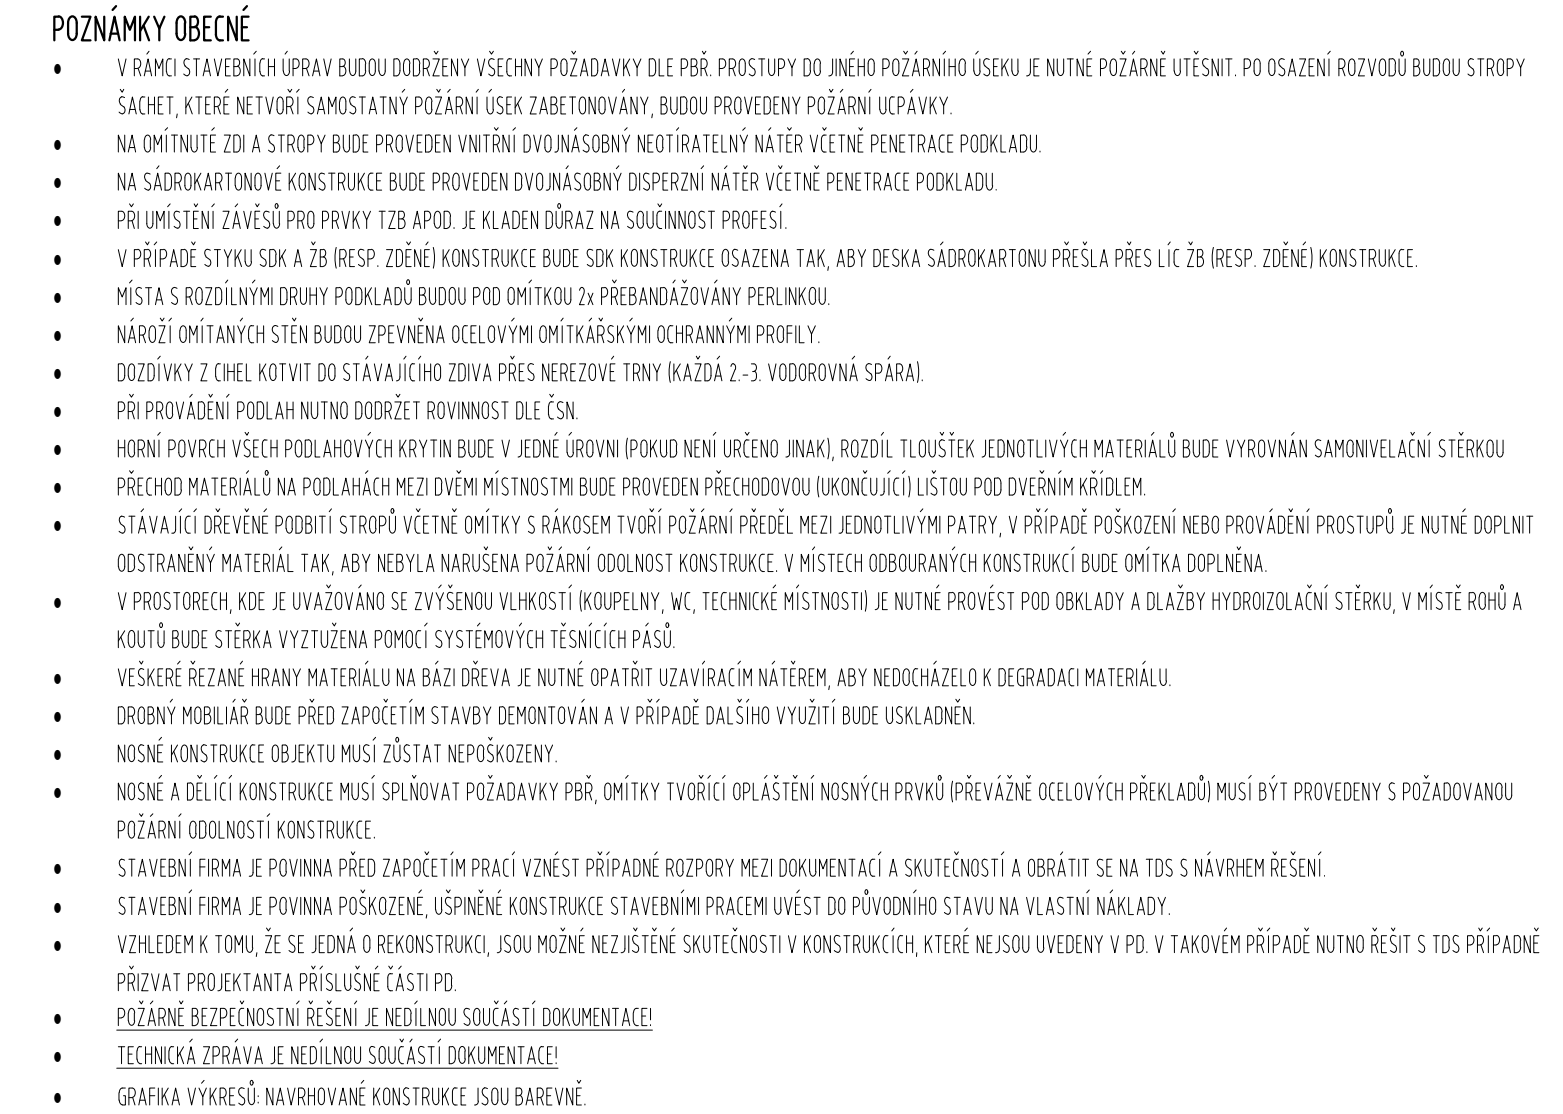 POZNÁMKY OBECNÉ
• V RÁMCI STAVEBNÍCH ÚPRAV BUDOU DODRŽENY VŠECHNY POŽADAVKY DLE PBŘ. PROSTUPY DO JINÉHO POŽÁRNÍHO ÚSEKU JE NUTNÉ POŽÁRNĚ UTĚSNIT. PO OSAZENÍ ROZVODŮ BUDOU STROPY
ŠACHET, KTERÉ NETVOŘÍ SAMOSTATNÝ POŽÁRNÍ ÚSEK ZABETONOVÁNY, BUDOU PROVEDENY POŽÁRNÍ UCPÁVKY.
• NA OMÍTNUTÉ ZDI A STROPY BUDE PROVEDEN VNITŘNÍ DVOJNÁSOBNÝ NEOTÍRATELNÝ NÁTĚR VČETNĚ PENETRACE PODKLADU.
• NA SÁDROKARTONOVÉ KONSTRUKCE BUDE PROVEDEN DVOJNÁSOBNÝ DISPERZNÍ NÁTĚR VČETNĚ PENETRACE PODKLADU.
• PŘI UMÍSTĚNÍ ZÁVĚSŮ PRO PRVKY TZB APOD. JE KLADEN DŮRAZ NA SOUČINNOST PROFESÍ.
• V PŘÍPADĚ STYKU SDK A ŽB (RESP. ZDĚNÉ) KONSTRUKCE BUDE SDK KONSTRUKCE OSAZENA TAK, ABY DESKA SÁDROKARTONU PŘEŠLA PŘES LÍC ŽB (RESP. ZDĚNÉ) KONSTRUKCE.
• MÍSTA S ROZDÍLNÝMI DRUHY PODKLADŮ BUDOU POD OMÍTKOU 2x PŘEBANDÁŽOVÁNY PERLINKOU.
• NÁROŽÍ OMÍTANÝCH STĚN BUDOU ZPEVNĚNA OCELOVÝMI OMÍTKÁŘSKÝMI OCHRANNÝMI PROFILY.
• DOZDÍVKY Z CIHEL KOTVIT DO STÁVAJÍCÍHO ZDIVA PŘES NEREZOVÉ TRNY (KAŽDÁ 2.-3. VODOROVNÁ SPÁRA).
• PŘI PROVÁDĚNÍ PODLAH NUTNO DODRŽET ROVINNOST DLE ČSN.
• HORNÍ POVRCH VŠECH PODLAHOVÝCH KRYTIN BUDE V JEDNÉ ÚROVNI (POKUD NENÍ URČENO JINAK), ROZDÍL TLOUŠŤEK JEDNOTLIVÝCH MATERIÁLŮ BUDE VYROVNÁN SAMONIVELAČNÍ STĚRKOU
• PŘECHOD MATERIÁLŮ NA PODLAHÁCH MEZI DVĚMI MÍSTNOSTMI BUDE PROVEDEN PŘECHODOVOU (UKONČUJÍCÍ) LIŠTOU POD DVEŘNÍM KŘÍDLEM.
• STÁVAJÍCÍ DŘEVĚNÉ PODBITÍ STROPŮ VČETNĚ OMÍTKY S RÁKOSEM TVOŘÍ POŽÁRNÍ PŘEDĚL MEZI JEDNOTLIVÝMI PATRY, V PŘÍPADĚ POŠKOZENÍ NEBO PROVÁDĚNÍ PROSTUPŮ JE NUTNÉ DOPLNIT
ODSTRANĚNÝ MATERIÁL TAK, ABY NEBYLA NARUŠENA POŽÁRNÍ ODOLNOST KONSTRUKCE. V MÍSTECH ODBOURANÝCH KONSTRUKCÍ BUDE OMÍTKA DOPLNĚNA.
• V PROSTORECH, KDE JE UVAŽOVÁNO SE ZVÝŠENOU VLHKOSTÍ (KOUPELNY, WC, TECHNICKÉ MÍSTNOSTI) JE NUTNÉ PROVÉST POD OBKLADY A DLAŽBY HYDROIZOLAČNÍ STĚRKU, V MÍSTĚ ROHŮ A
KOUTŮ BUDE STĚRKA VYZTUŽENA POMOCÍ SYSTÉMOVÝCH TĚSNÍCÍCH PÁSŮ.
• VEŠKERÉ ŘEZANÉ HRANY MATERIÁLU NA BÁZI DŘEVA JE NUTNÉ OPATŘIT UZAVÍRACÍM NÁTĚREM, ABY NEDOCHÁZELO K DEGRADACI MATERIÁLU.
• DROBNÝ MOBILIÁŘ BUDE PŘED ZAPOČETÍM STAVBY DEMONTOVÁN A V PŘÍPADĚ DALŠÍHO VYUŽITÍ BUDE USKLADNĚN.
• NOSNÉ KONSTRUKCE OBJEKTU MUSÍ ZŮSTAT NEPOŠKOZENY.
• NOSNÉ A DĚLÍCÍ KONSTRUKCE MUSÍ SPLŇOVAT POŽADAVKY PBŘ, OMÍTKY TVOŘÍCÍ OPLÁŠTĚNÍ NOSNÝCH PRVKŮ (PŘEVÁŽNĚ OCELOVÝCH PŘEKLADŮ) MUSÍ BÝT PROVEDENY S POŽADOVANOU
POŽÁRNÍ ODOLNOSTÍ KONSTRUKCE.
• STAVEBNÍ FIRMA JE POVINNA PŘED ZAPOČETÍM PRACÍ VZNÉST PŘÍPADNÉ ROZPORY MEZI DOKUMENTACÍ A SKUTEČNOSTÍ A OBRÁTIT SE NA TDS S NÁVRHEM ŘEŠENÍ.
• STAVEBNÍ FIRMA JE POVINNA POŠKOZENÉ, UŠPINĚNÉ KONSTRUKCE STAVEBNÍMI PRACEMI UVÉST DO PŮVODNÍHO STAVU NA VLASTNÍ NÁKLADY.
• VZHLEDEM K TOMU, ŽE SE JEDNÁ O REKONSTRUKCI, JSOU MOŽNÉ NEZJIŠTĚNÉ SKUTEČNOSTI V KONSTRUKCÍCH, KTERÉ NEJSOU UVEDENY V PD. V TAKOVÉM PŘÍPADĚ NUTNO ŘEŠIT S TDS PŘÍPADNĚ
PŘIZVAT PROJEKTANTA PŘÍSLUŠNÉ ČÁSTI PD.
• POŽÁRNĚ BEZPEČNOSTNÍ ŘEŠENÍ JE NEDÍLNOU SOUČÁSTÍ DOKUMENTACE!
• TECHNICKÁ ZPRÁVA JE NEDÍLNOU SOUČÁSTÍ DOKUMENTACE!
• GRAFIKA VÝKRESŮ: NAVRHOVANÉ KONSTRUKCE JSOU BAREVNĚ.